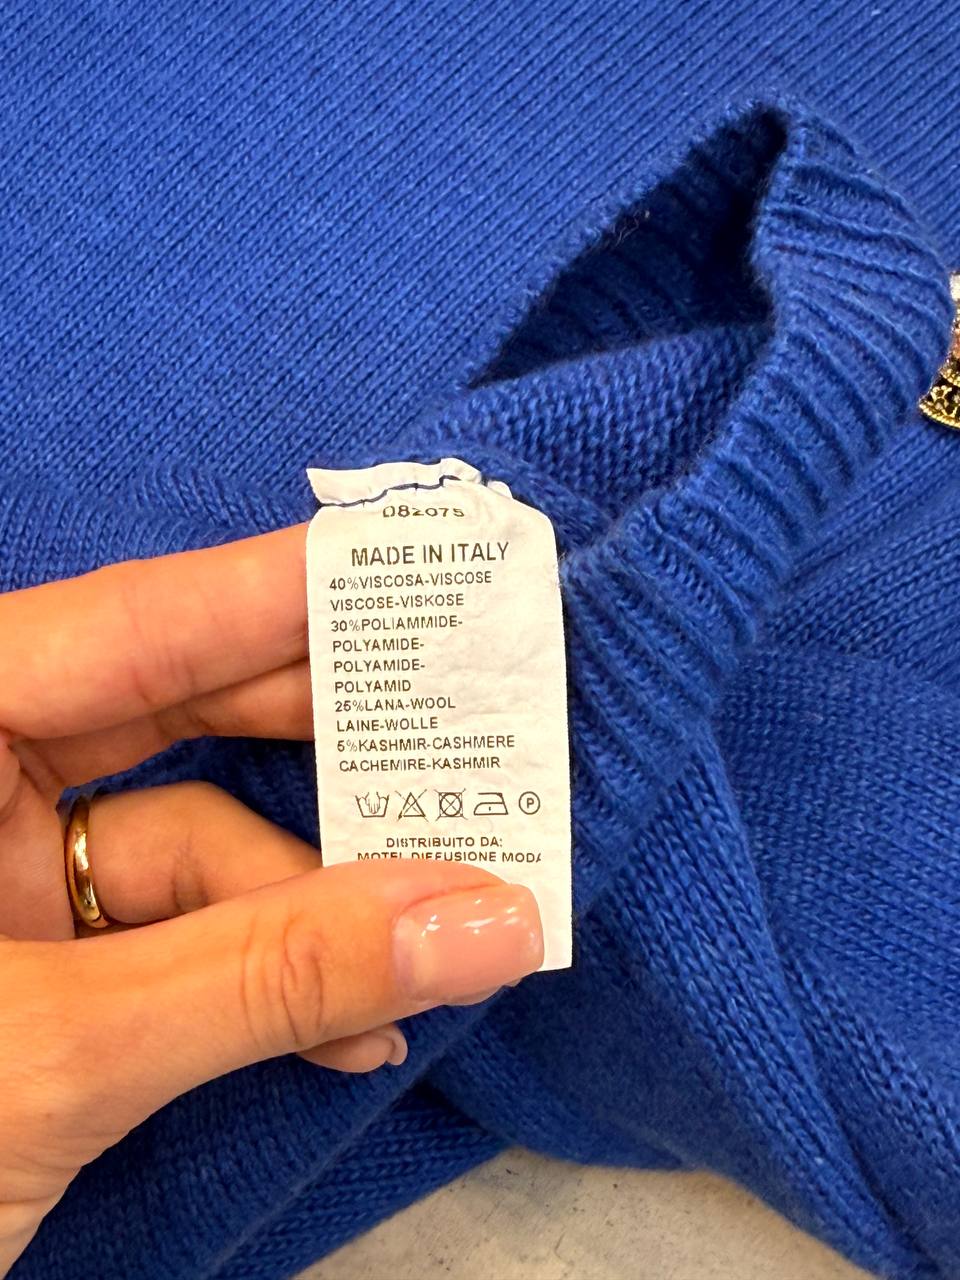 D82075
MADE IN ITALY
40%VISCOSA-VISCOSE
VISCOSE-VISKOSE
30%POLIAMMIDE-
POLYAMIDE-
POLYAMIDE-
POLYAMID
25%LANA-WOOL
LAINE-WOLLE
5%KASHMIR-CASHMERE
CACHEMIRE-KASHMIR
P
DISTRIBUITO DA:
MOTEL DIFFUSIONE MODA